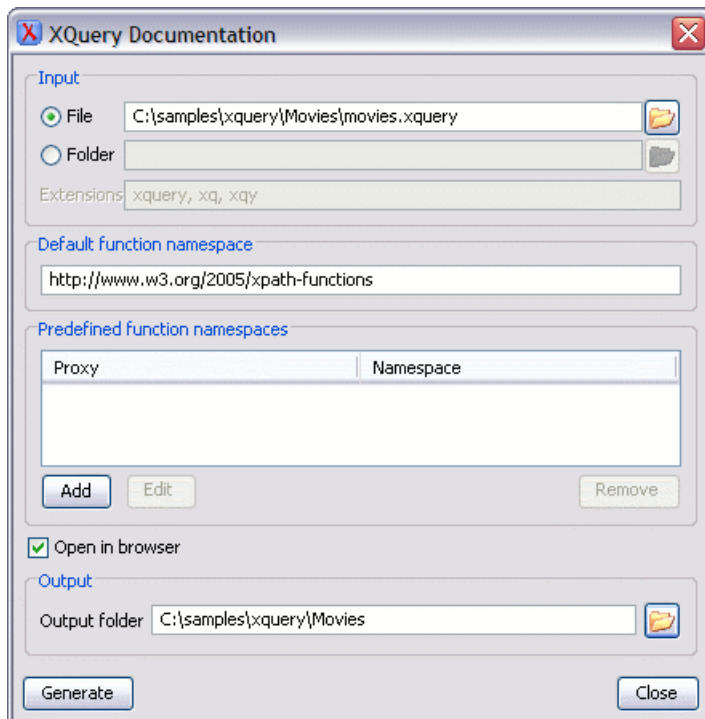 XQuery Documentation
Input
File C:\samples\xquery\Movies\movies.xquery
Folder
Extensions xquery, xq, xqy
Default function namespace
http://www.w3.org/2005/xpath-functions
Predefined function namespaces
Proxy Namespace
Add Edit Remove
Open in browser
Output
Output folder C:\samples\xquery\Movies
Generate Close